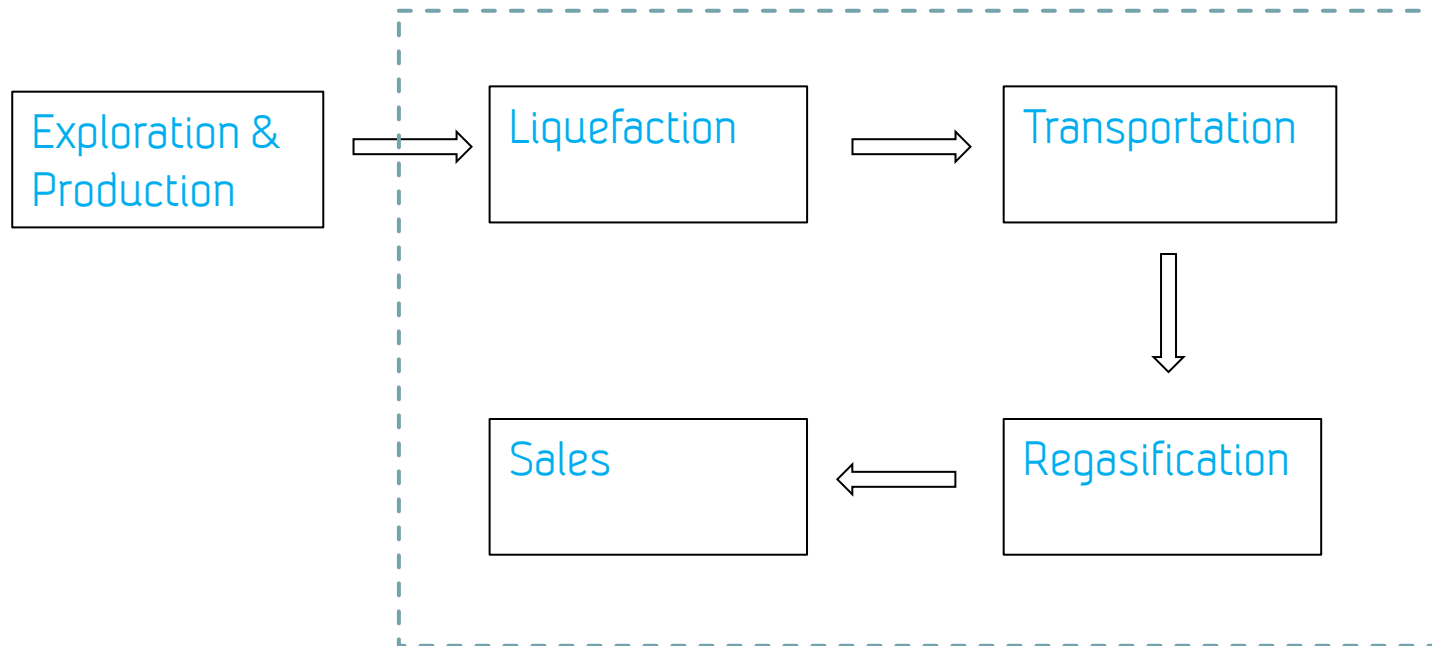 Exploration &
Production
Liquefaction
Transportation
Sales
Regasification